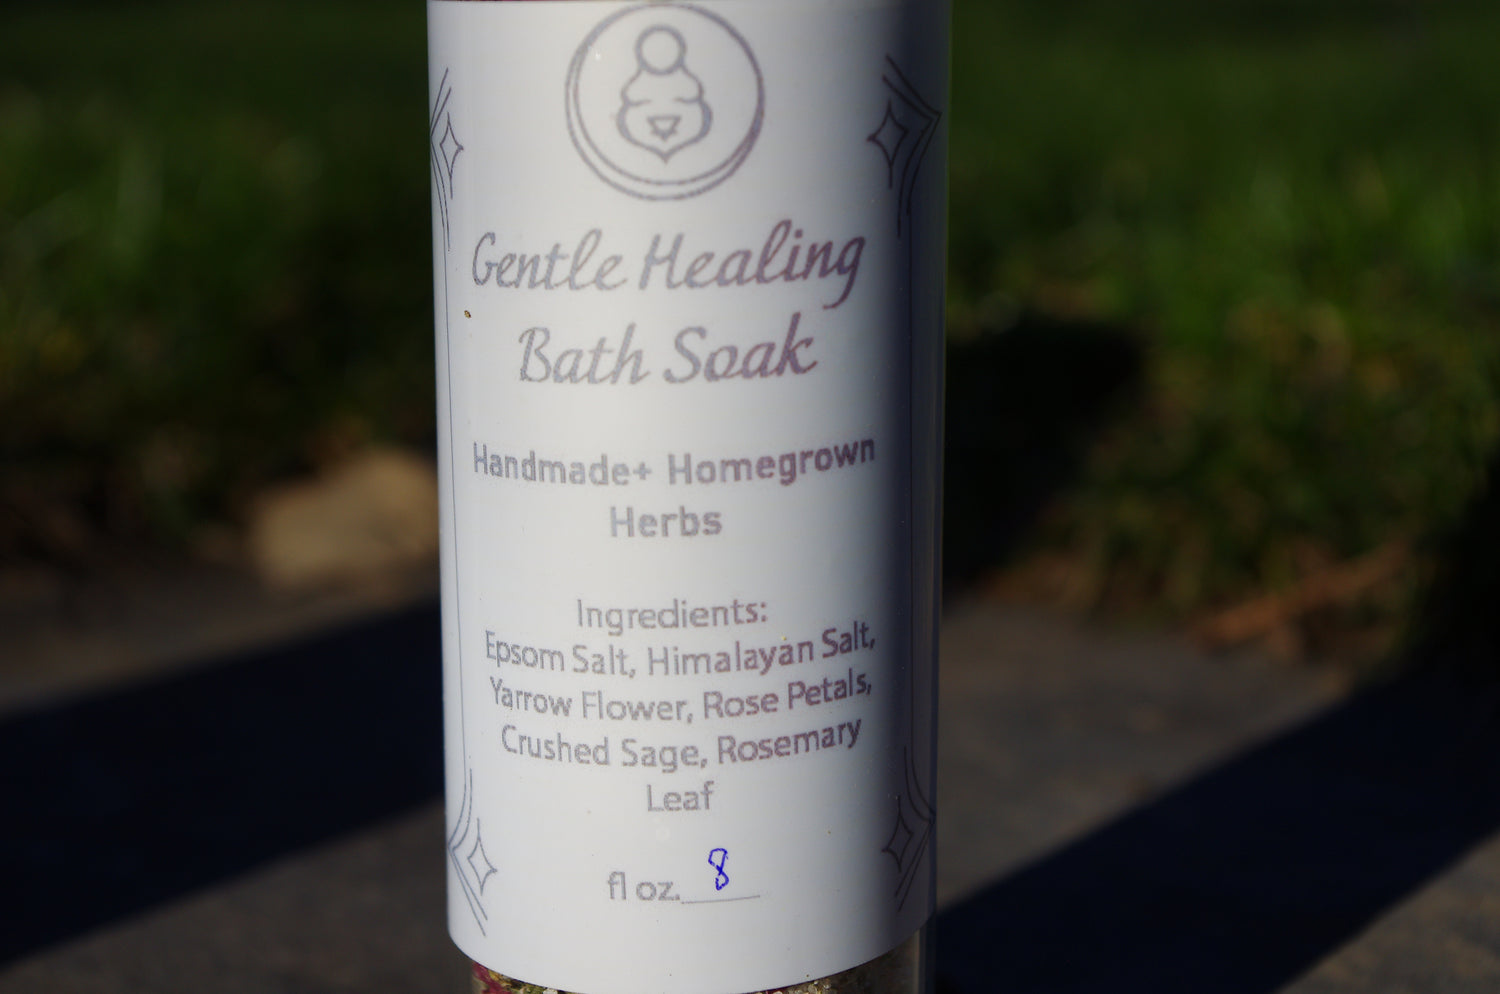 Gentle Healing
Bath Soak
Handmade+ Homegrown
Herbs
Ingredients:
Epsom Salt, Himalayan Salt,
Yarrow Flower, Rose Petals,
Crushed Sage, Rosemary
Leaf
fl oz. 8